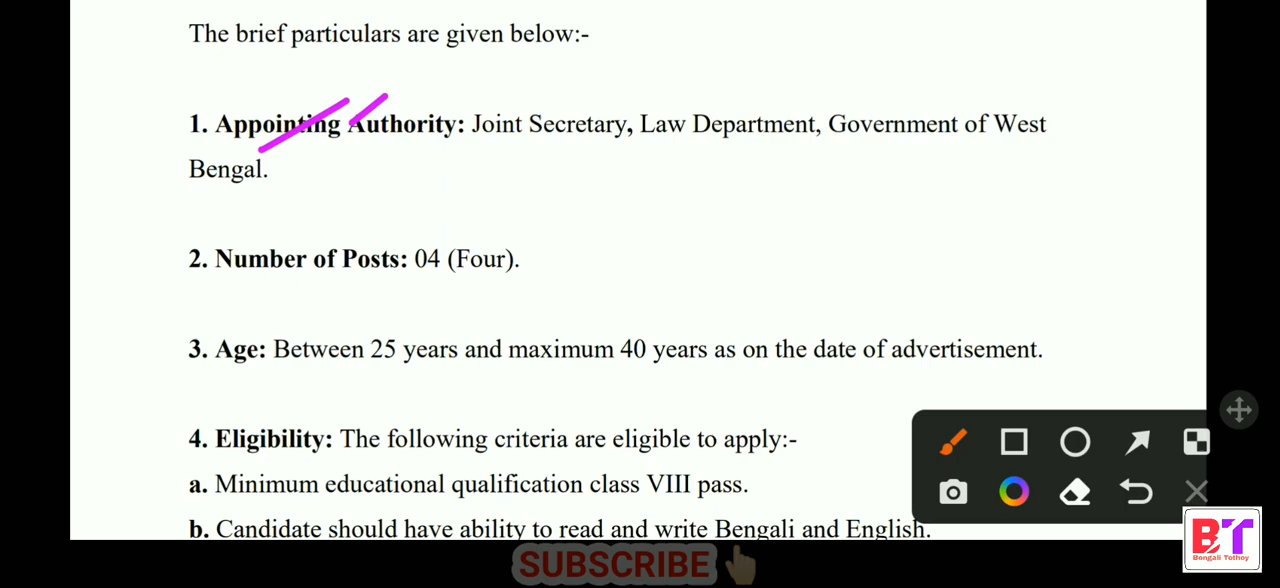 The brief particulars are given below:-
1. Appointing Authority: Joint Secretary, Law Department, Government of West
Bengal.
2. Number of Posts: 04 (Four).
3. Age: Between 25 years and maximum 40 years as on the date of advertisement.
4. Eligibility: The following criteria are eligible to apply:-
a. Minimum educational qualification class VIII pass.
b. Candidate should have ability to read and write Bengali and English.
SUBSCRIBE
BT
Bengali Tothoy